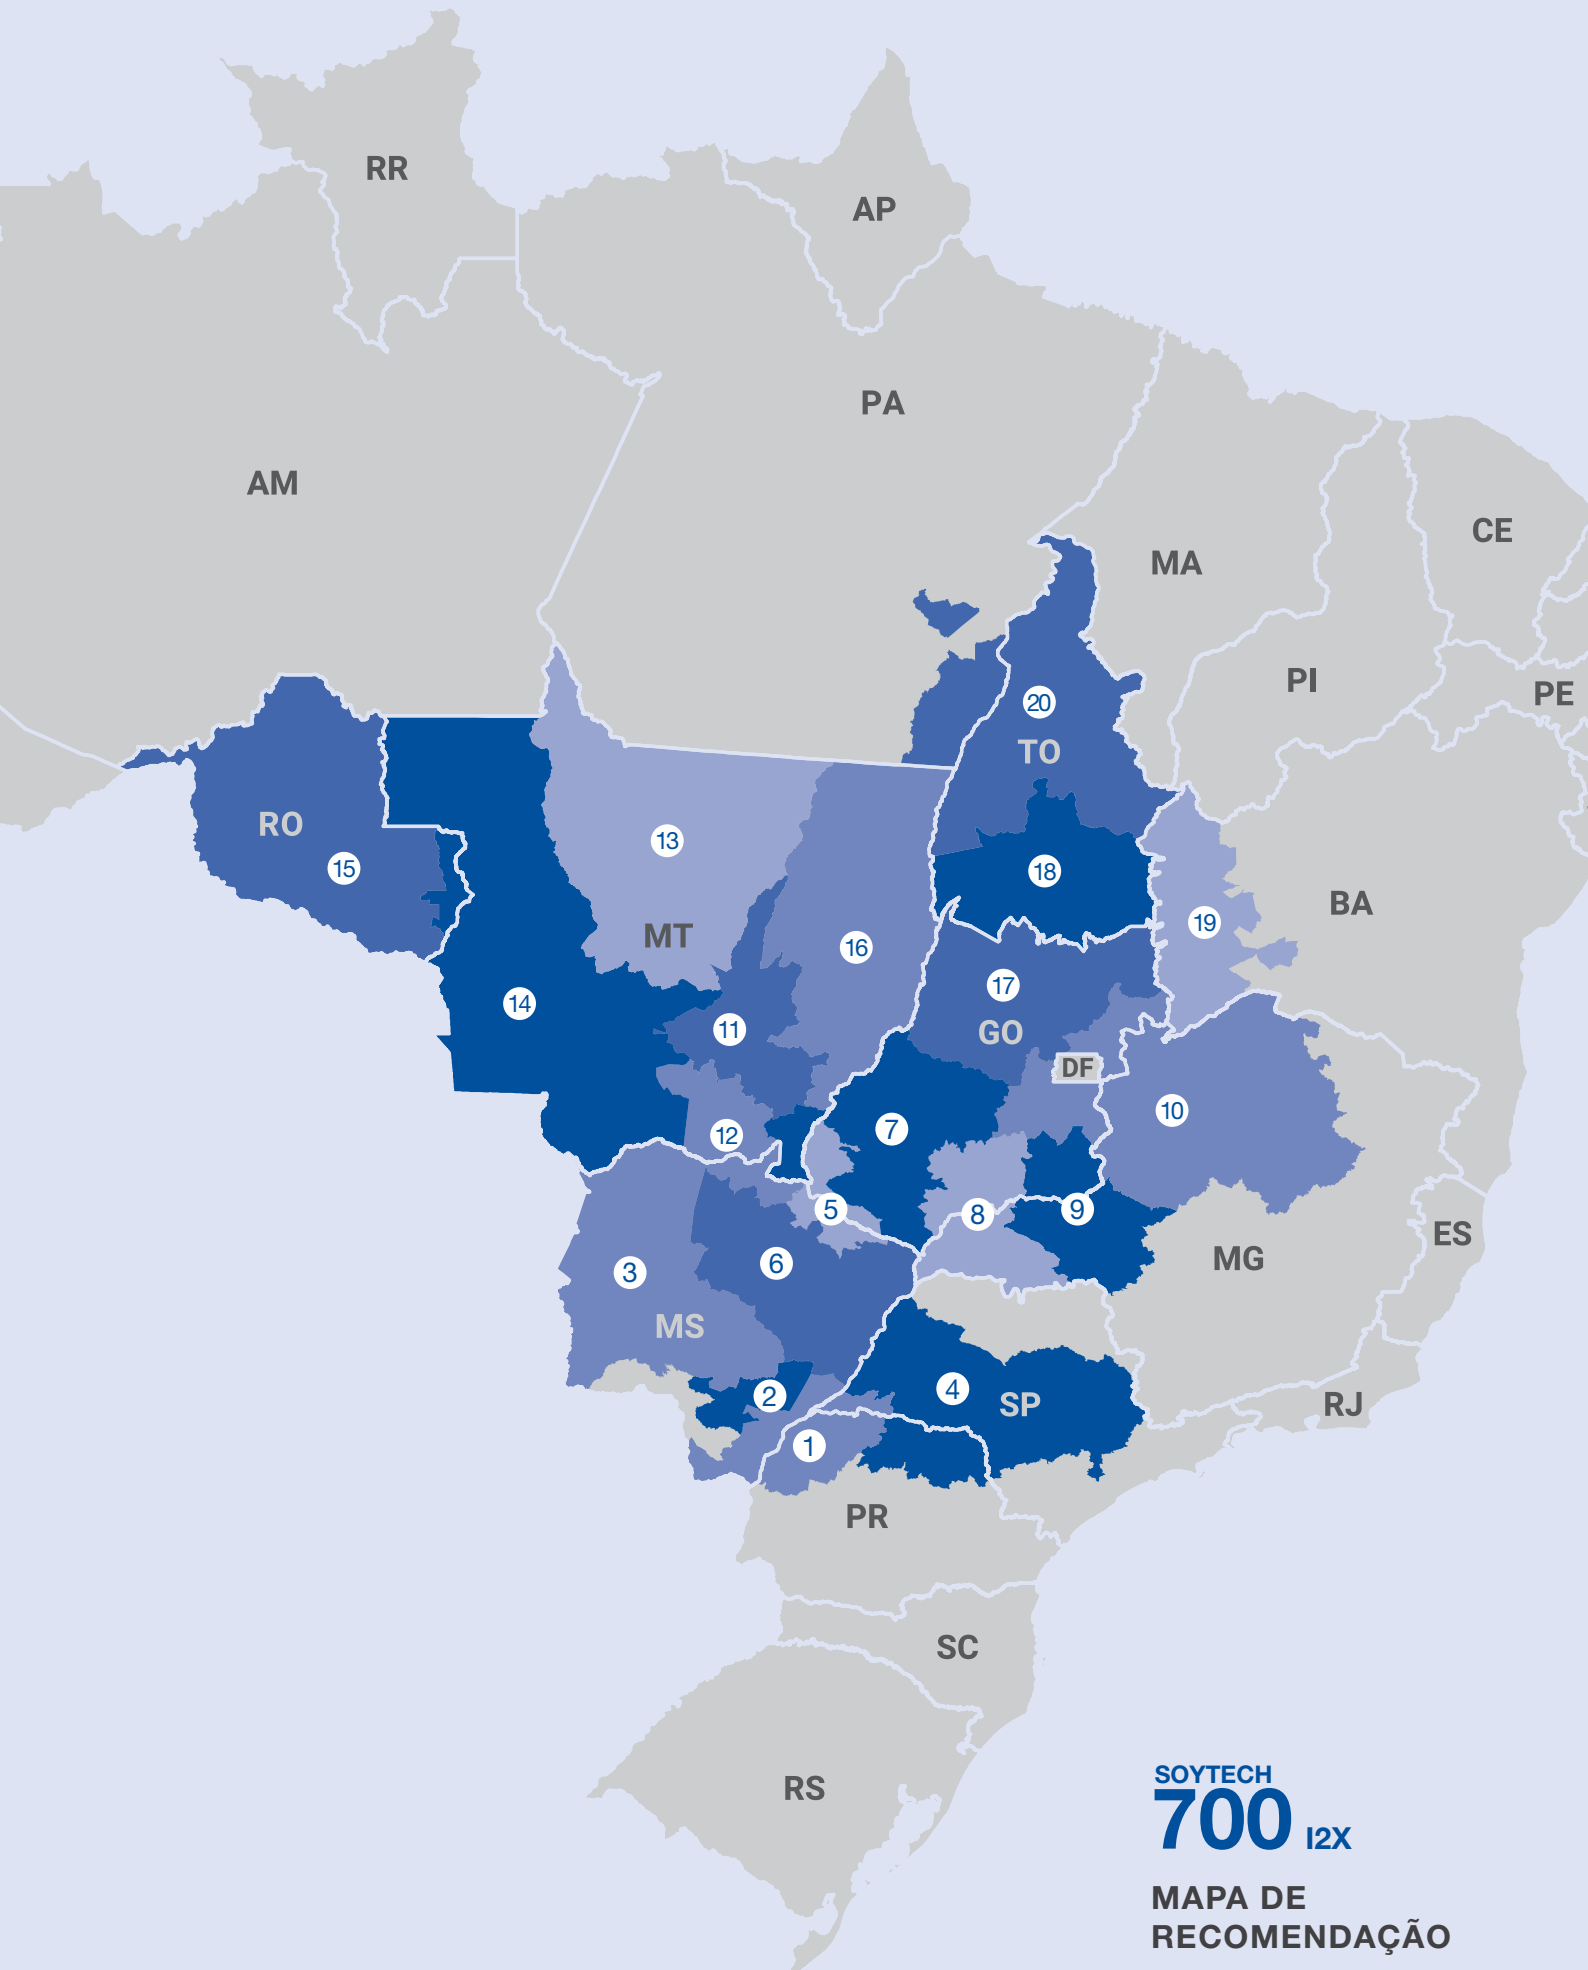 RR
AP
PA
AM
CE
MA
PI
PE
20
TO
RO
13
15
18
BA
19
MT
16
17
14
11
GO
DF
10
7
12
5
8
9
ES
MG
6
3
MS
4
2
SP
RJ
1
PR
SC
RS
SOYTECH
700 I2X
MAPA DE
RECOMENDAÇÃO